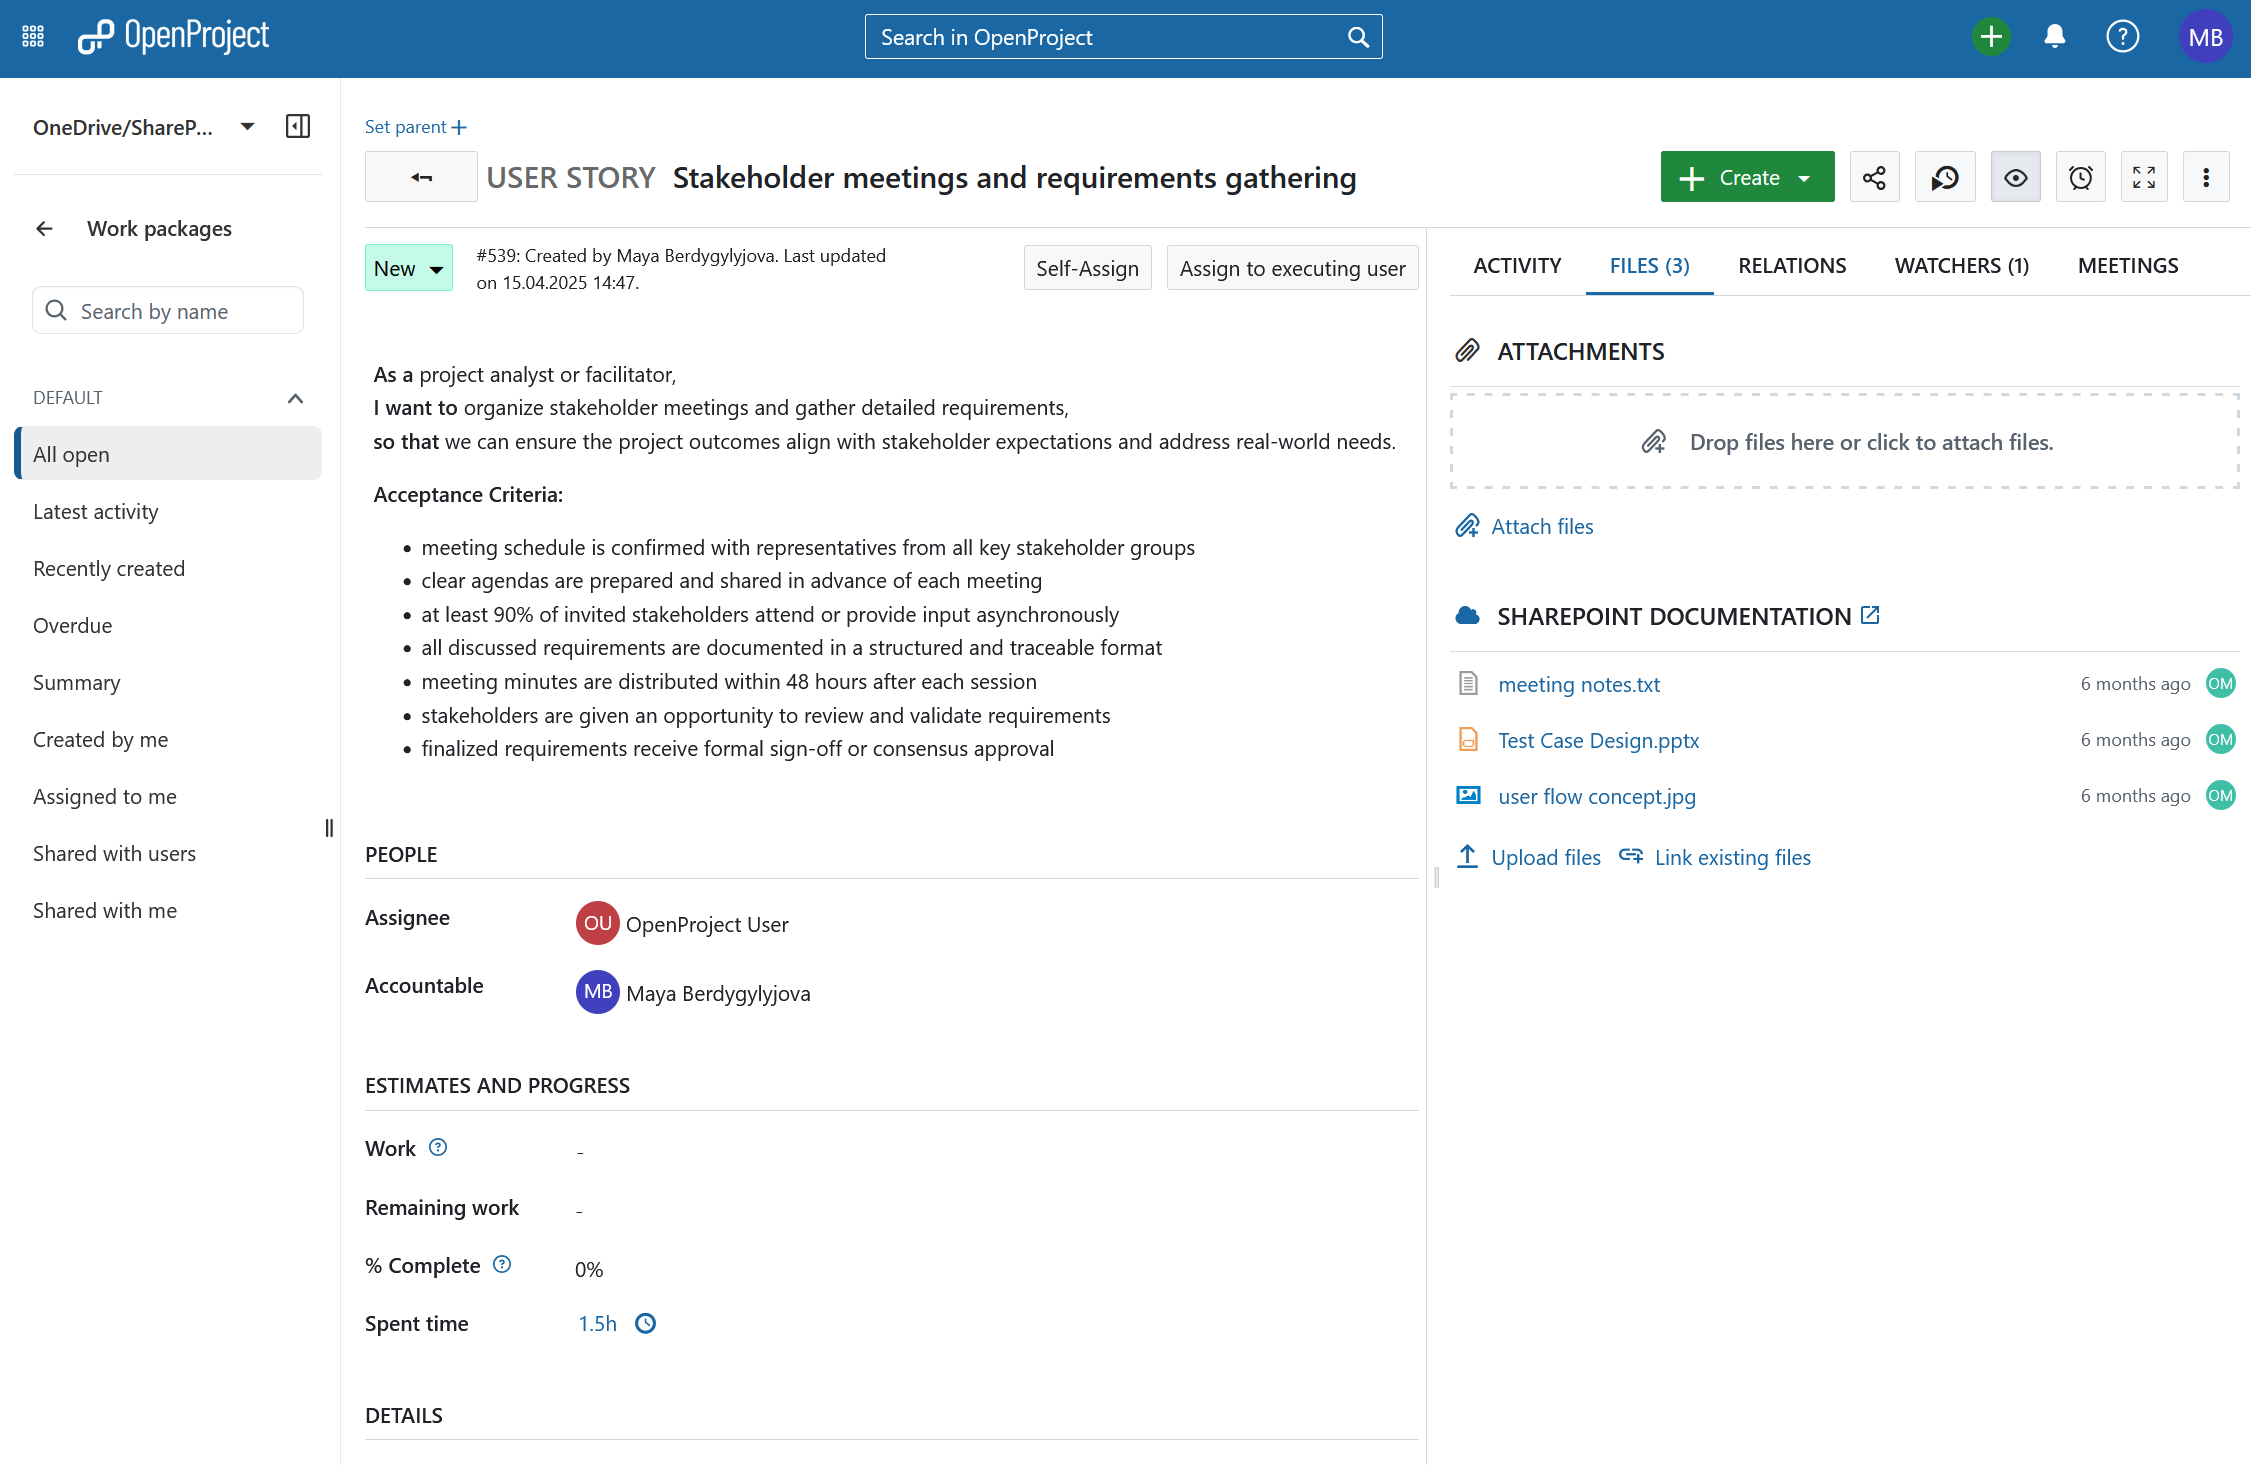 OpenProject
Search in OpenProject
MB
OneDrive/ShareP...
Work packages
Search by name
DEFAULT
All open
Latest activity
Recently created
Overdue
Summary
Created by me
Assigned to me
Shared with users
Shared with me
Set parent
USER STORY Stakeholder meetings and requirements gathering
Create
New
#539: Created by Maya Berdygylyjova. Last updated
on 15.04.2025 14:47.
Self-Assign
Assign to executing user
As a project analyst or facilitator,
I want to organize stakeholder meetings and gather detailed requirements,
so that we can ensure the project outcomes align with stakeholder expectations and address real-world needs.
Acceptance Criteria:
• meeting schedule is confirmed with representatives from all key stakeholder groups
• clear agendas are prepared and shared in advance of each meeting
• at least 90% of invited stakeholders attend or provide input asynchronously
• all discussed requirements are documented in a structured and traceable format
• meeting minutes are distributed within 48 hours after each session
• stakeholders are given an opportunity to review and validate requirements
• finalized requirements receive formal sign-off or consensus approval
PEOPLE
Assignee OU OpenProject User
Accountable MB Maya Berdygylyjova
ESTIMATES AND PROGRESS
Work -
Remaining work -
% Complete 0%
Spent time 1.5h
DETAILS
ACTIVITY FILES (3) RELATIONS WATCHERS (1) MEETINGS
ATTACHMENTS
Drop files here or click to attach files.
Attach files
SHAREPOINT DOCUMENTATION
meeting notes.txt 6 months ago OM
Test Case Design.pptx 6 months ago OM
user flow concept.jpg 6 months ago OM
Upload files Link existing files